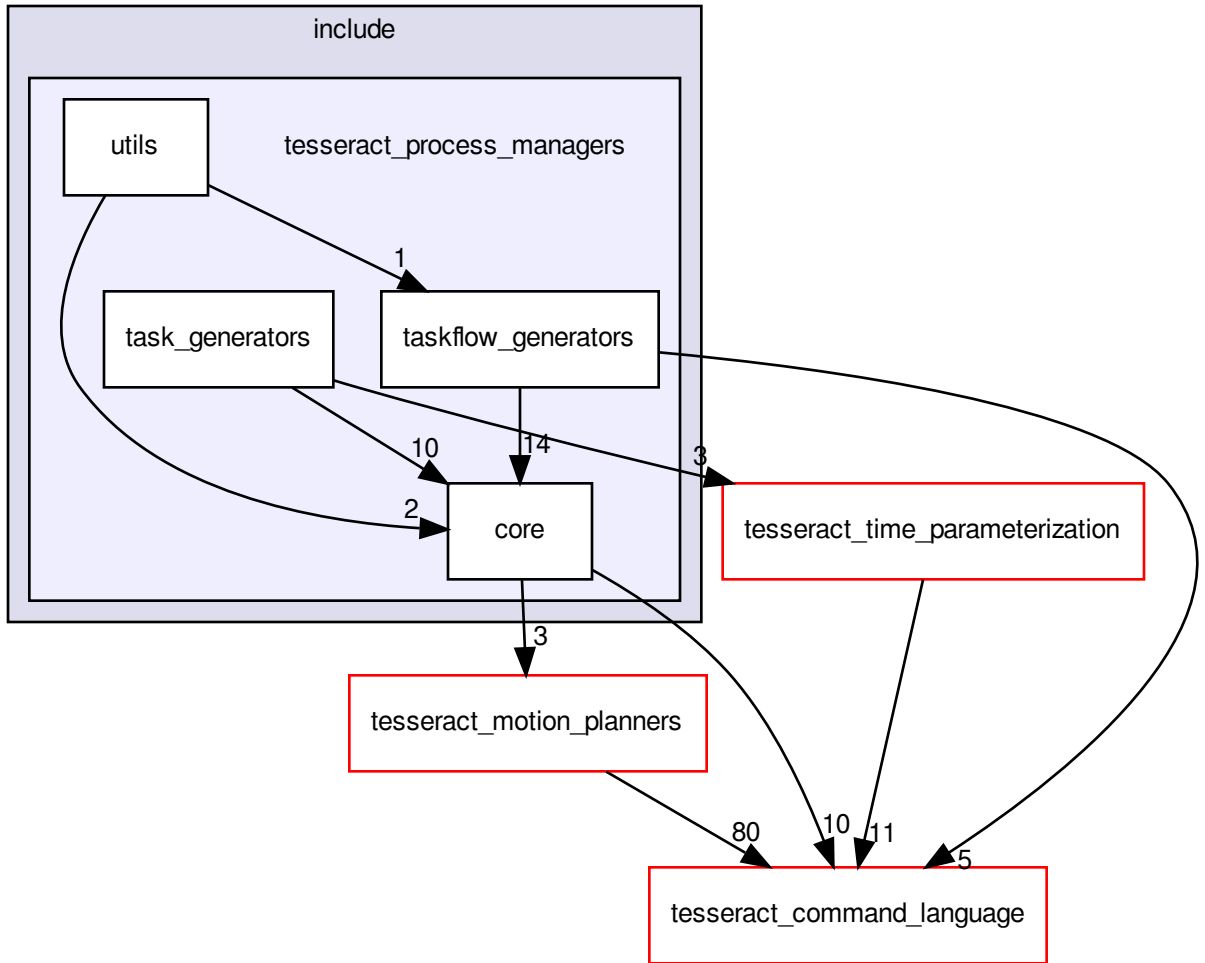 include
utils
tesseract_process_managers
1
task_generators
taskflow_generators
10
14
3
2
core
tesseract_time_parameterization
3
tesseract_motion_planners
80
10
11
5
tesseract_command_language